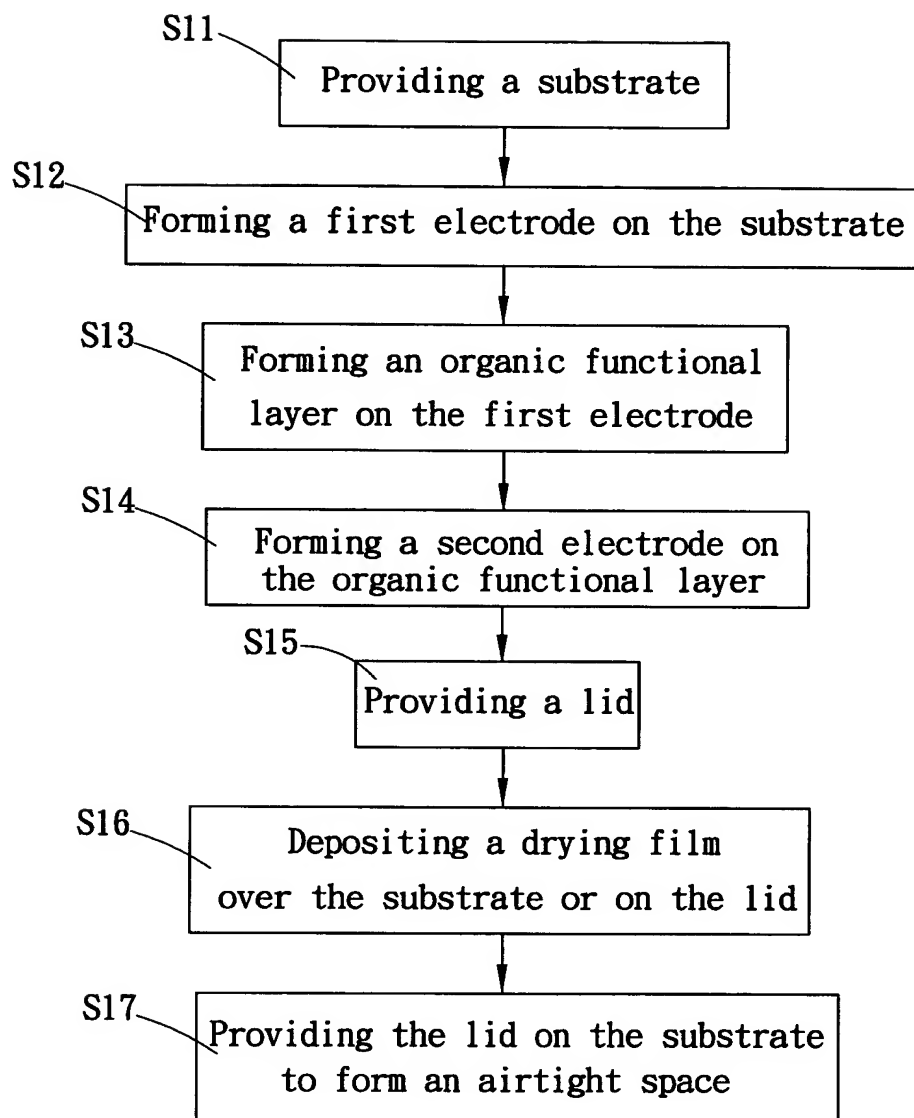 S11
Providing a substrate
S12
Forming a first electrode on the substrate
S13
Forming an organic functional
layer on the first electrode
S14
Forming a second electrode on
the organic functional layer
S15
Providing a lid
S16
Depositing a drying film
over the substrate or on the lid
S17
Providing the lid on the substrate
to form an airtight space